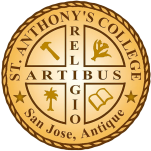 ST. ANTHONY'S COLLEGE
RELIGIO
ARTIBUS
San Jose, Antique